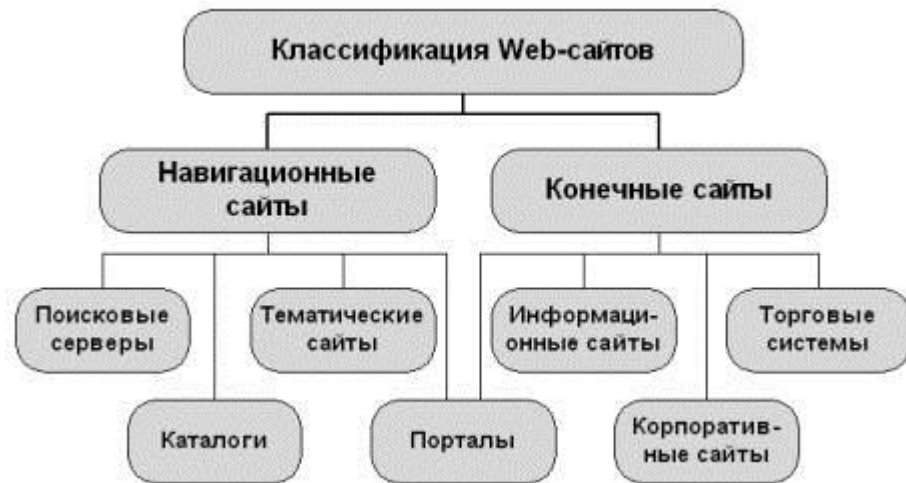 Классификация Web-сайтов
Навигационные
сайты
Конечные сайты
Поисковые
серверы
Тематические
сайты
Информаци-
онные сайты
Торговые
системы
Каталоги
Порталы
Корпоратив-
ные сайты